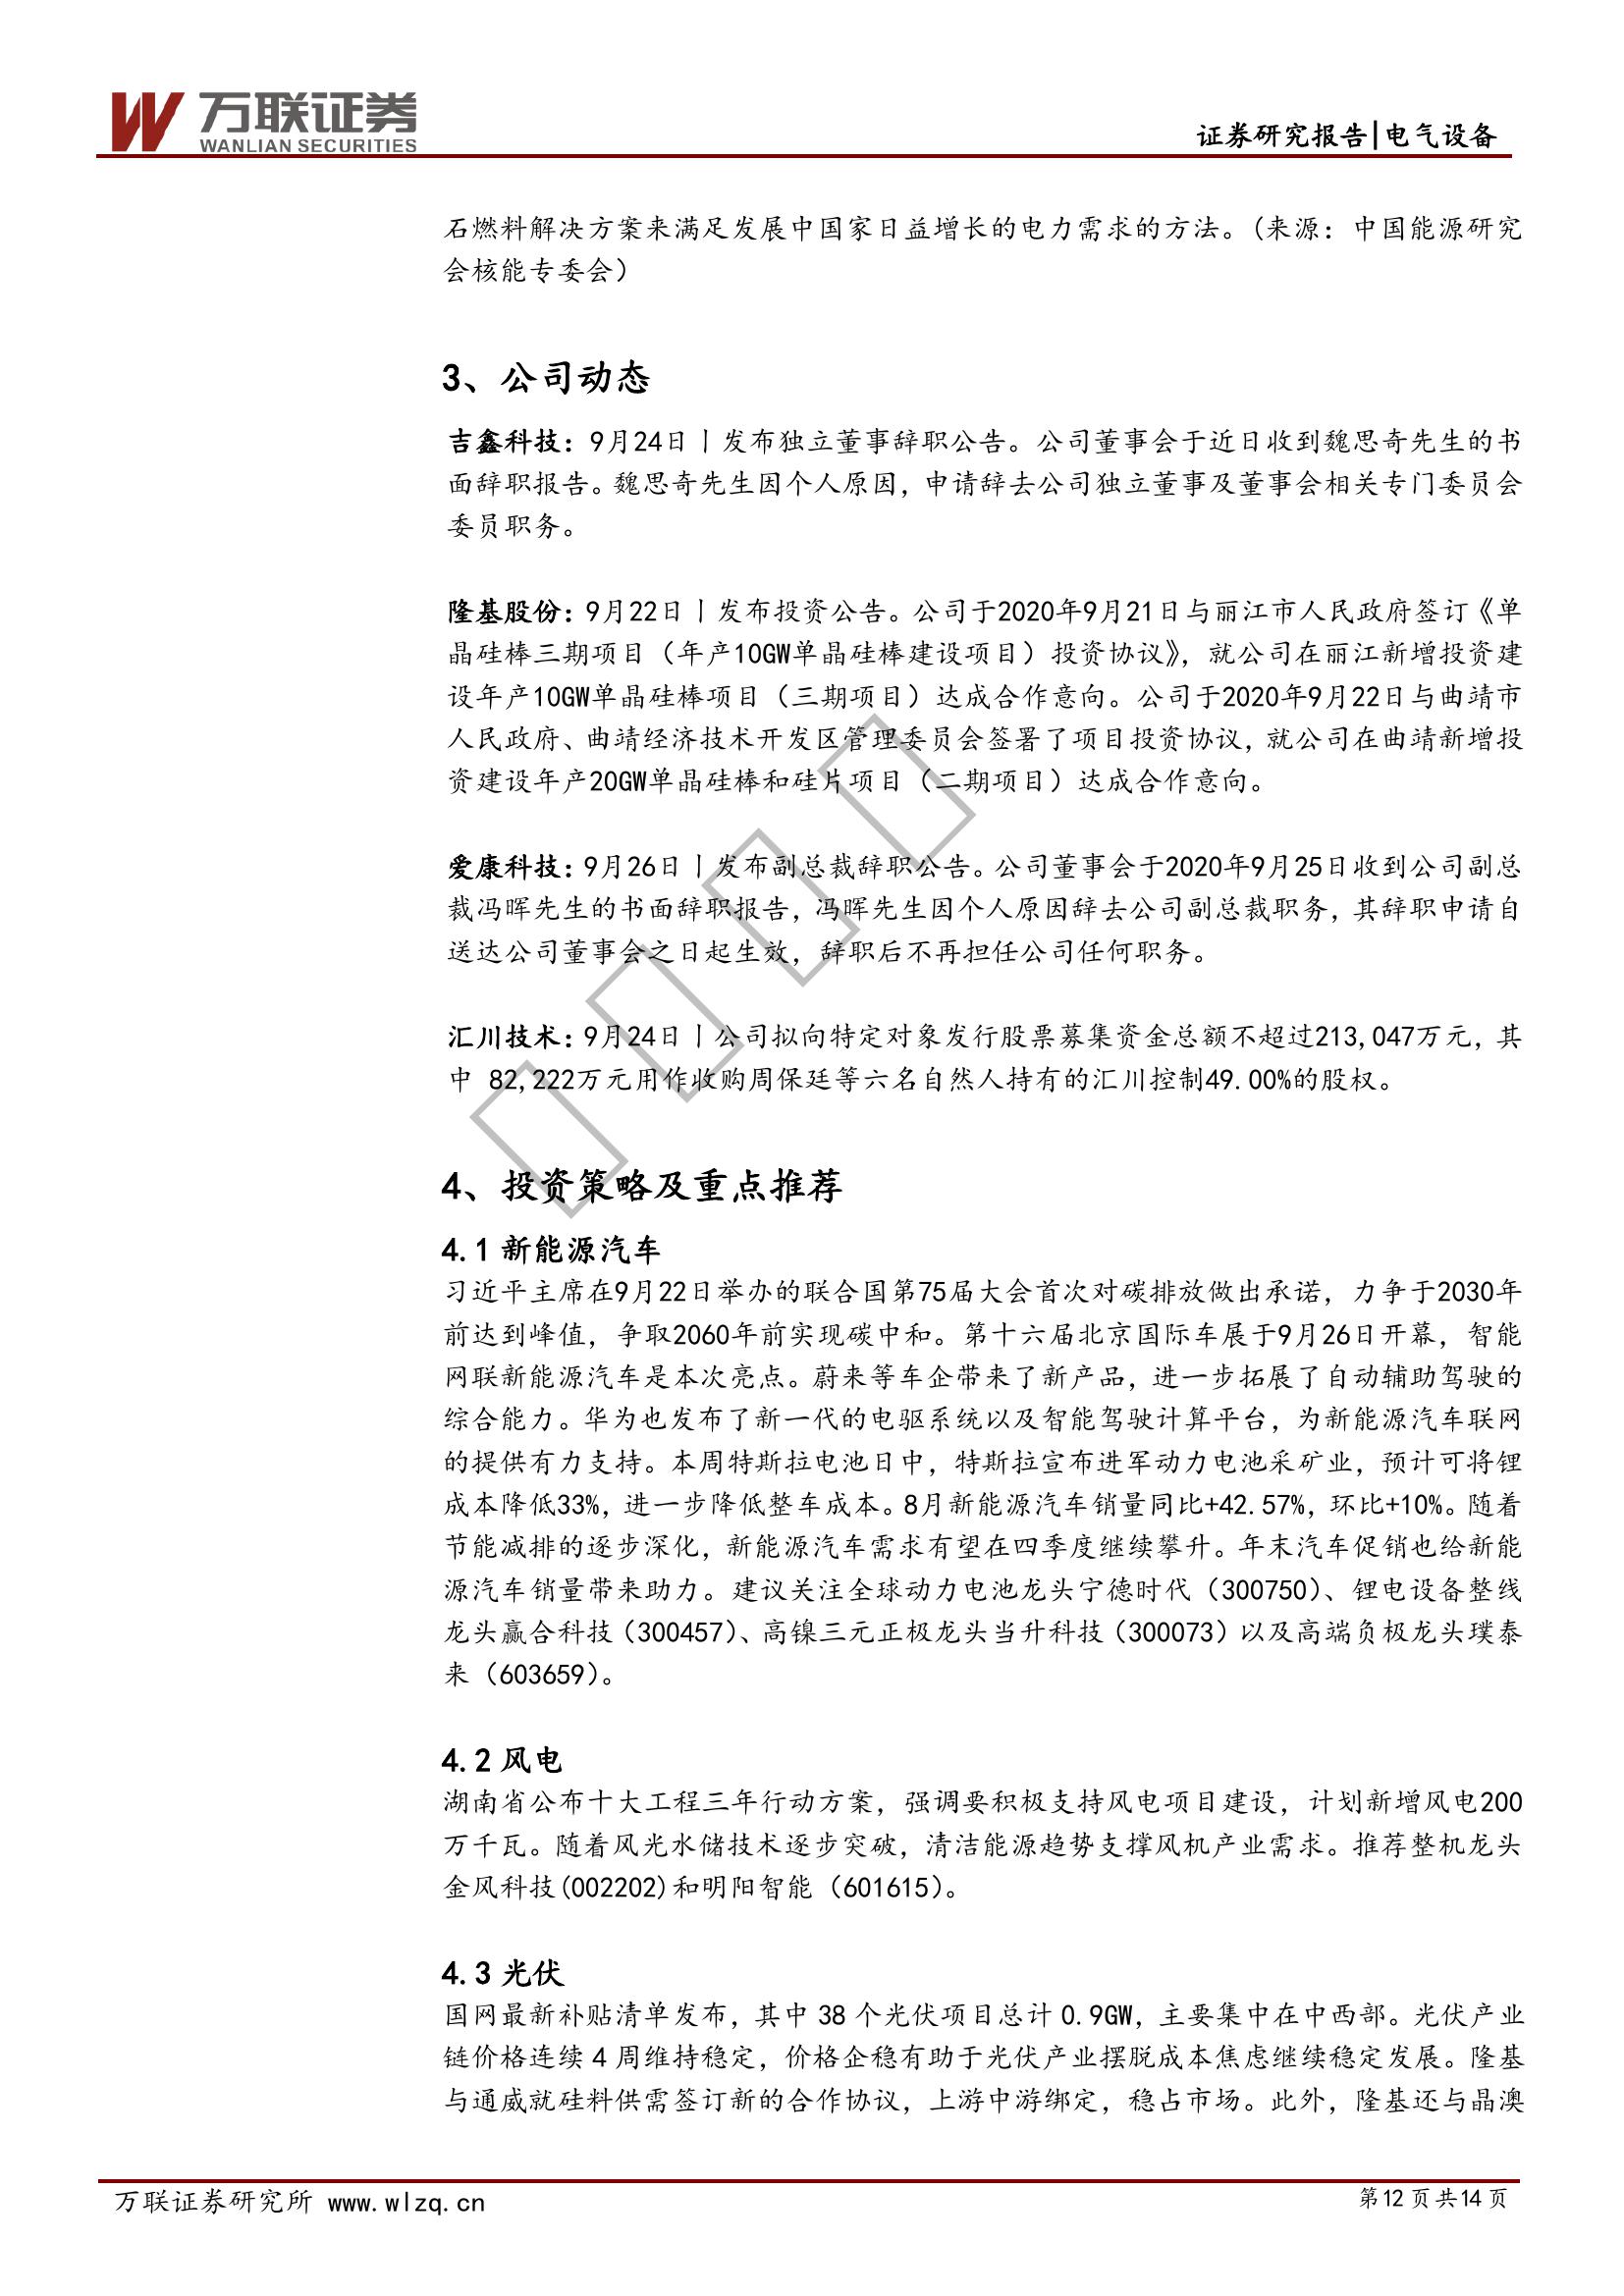 万联证券
WANLIAN SECURITIES
证券研究报告|电气设备
石燃料解决方案来满足发展中国家日益增长的电力需求的方法。（来源：中国能源研究
会核能专委会）
3、公司动态
吉鑫科技：9月24日丨发布独立董事辞职公告。公司董事会于近日收到魏思奇先生的书
面辞职报告。魏思奇先生因个人原因，申请辞去公司独立董事及董事会相关专门委员会
委员职务。
隆基股份：9月22日丨发布投资公告。公司于2020年9月21日与丽江市人民政府签订《单
晶硅棒三期项目（年产10GW单晶硅棒建设项目）投资协议》，就公司在丽江新增投资建
设年产10GW单晶硅棒项目（三期项目）达成合作意向。公司于2020年9月22日与曲靖市
人民政府、曲靖经济技术开发区管理委员会签署了项目投资协议，就公司在曲靖新增投
资建设年产20GW单晶硅棒和硅片项目（二期项目）达成合作意向。
爱康科技：9月26日丨发布副总裁辞职公告。公司董事会于2020年9月25日收到公司副总
裁冯晖先生的书面辞职报告，冯晖先生因个人原因辞去公司副总裁职务，其辞职申请自
送达公司董事会之日起生效，辞职后不再担任公司任何职务。
汇川技术：9月24日丨公司拟向特定对象发行股票募集资金总额不超过213,047万元，其
中 82,222万元用作收购周保廷等六名自然人持有的汇川控制49.00%的股权。
4、投资策略及重点推荐
4.1 新能源汽车
习近平主席在9月22日举办的联合国第75届大会首次对碳排放做出承诺，力争于2030年
前达到峰值，争取2060年前实现碳中和。第十六届北京国际车展于9月26日开幕，智能
网联新能源汽车是本次亮点。蔚来等车企带来了新产品，进一步拓展了自动辅助驾驶的
综合能力。华为也发布了新一代的电驱系统以及智能驾驶计算平台，为新能源汽车联网
的提供有力支持。本周特斯拉电池日中，特斯拉宣布进军动力电池采矿业，预计可将锂
成本降低33%，进一步降低整车成本。8月新能源汽车销量同比+42.57%，环比+10%。随着
节能减排的逐步深化，新能源汽车需求有望在四季度继续攀升。年末汽车促销也给新能
源汽车销量带来助力。建议关注全球动力电池龙头宁德时代（300750）、锂电设备整线
龙头赢合科技（300457）、高镍三元正极龙头当升科技（300073）以及高端负极龙头璞泰
来（603659）。
4.2 风电
湖南省公布十大工程三年行动方案，强调要积极支持风电项目建设，计划新增风电200
万千瓦。随着风光水储技术逐步突破，清洁能源趋势支撑风机产业需求。推荐整机龙头
金风科技(002202)和明阳智能（601615）。
4.3 光伏
国网最新补贴清单发布，其中 38 个光伏项目总计 0.9GW，主要集中在中西部。光伏产业
链价格连续 4 周维持稳定，价格企稳有助于光伏产业摆脱成本焦虑继续稳定发展。隆基
与通威就硅料供需签订新的合作协议，上游中游绑定，稳占市场。此外，隆基还与晶澳
万联证券研究所 www.wlzq.cn
第12 页 共14 页